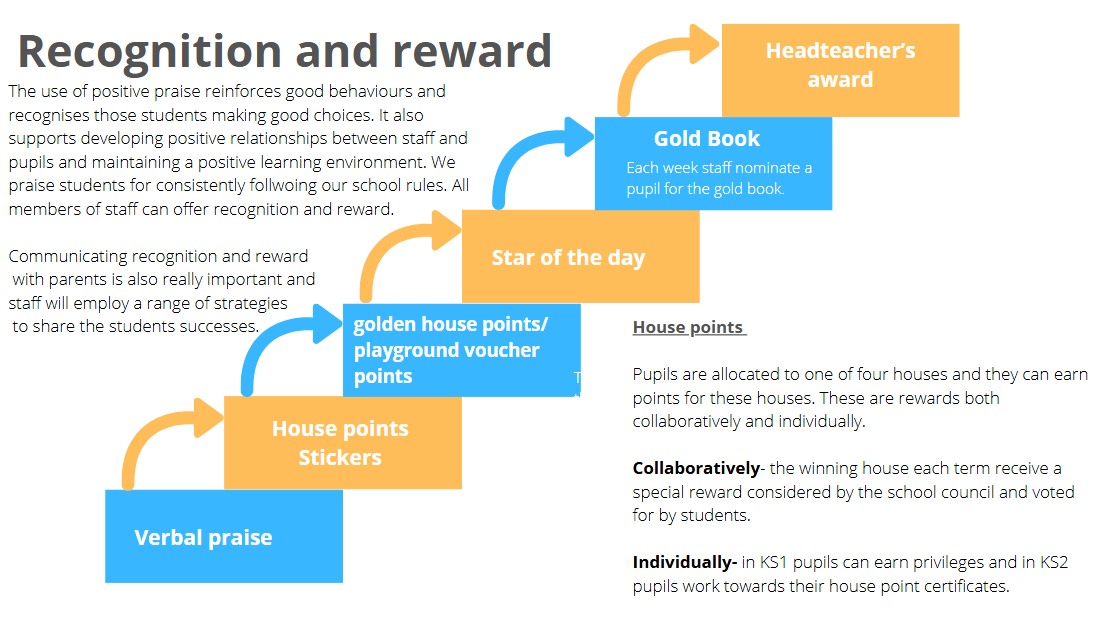 Recognition and reward
The use of positive praise reinforces good behaviours and
recognises those students making good choices. It also
supports developing positive relationships between staff and
pupils and maintaining a positive learning environment. We
praise students for consistently follwoing our school rules. All
members of staff can offer recognition and reward.
Communicating recognition and reward
with parents is also really important and
staff will employ a range of strategies
to share the students successes.
Headteacher's
award
Gold Book
Each week staff nominate a
pupil for the gold book.
Star of the day
golden house points/
playground voucher
points
House points
Stickers
Verbal praise
House points
Pupils are allocated to one of four houses and they can earn
points for these houses. These are rewards both
collaboratively and individually.
Collaboratively- the winning house each term receive a
special reward considered by the school council and voted
for by students.
Individually- in KS1 pupils can earn privileges and in KS2
pupils work towards their house point certificates.